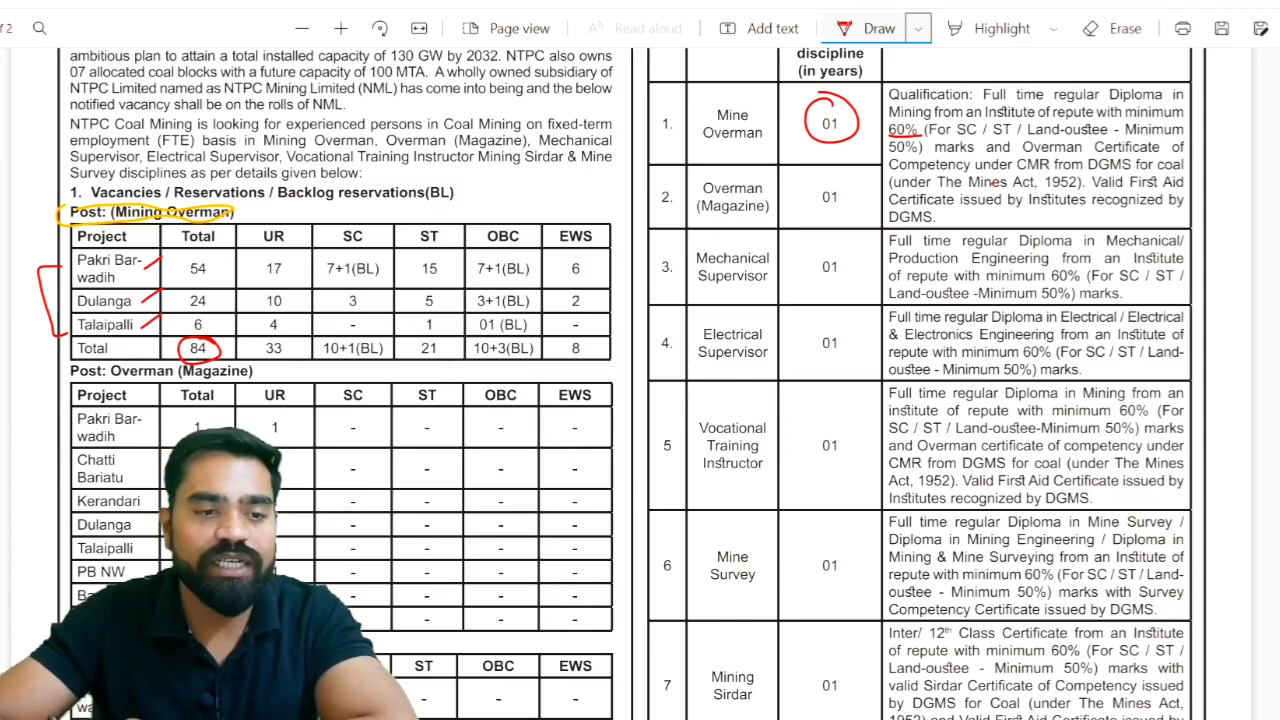 of 2
Page view
Read aloud
Add text
Draw
Highlight
Erase
ambitious plan to attain a total installed capacity of 130 GW by 2032. NTPC also owns
07 allocated coal blocks with a future capacity of 100 MTA. A wholly owned subsidiary of
NTPC Limited named as NTPC Mining Limited (NML) has come into being and the below
notified vacancy shall be on the rolls of NML.
NTPC Coal Mining is looking for experienced persons in Coal Mining on fixed-term
employment (FTE) basis in Mining Overman, Overman (Magazine), Mechanical
Supervisor, Electrical Supervisor, Vocational Training Instructor Mining Sirdar & Mine
Survey disciplines as per details given below:
1. Vacancies / Reservations / Backlog reservations(BL)
Post: (Mining Overman)
Project Total UR SC ST OBC EWS
Pakri Bar-
wadih 54 17 7+1(BL) 15 7+1(BL) 6
Dulanga 24 10 3 5 3+1(BL) 2
Talaipalli 6 4 - 1 01 (BL) -
Total 84 33 10+1(BL) 21 10+3(BL) 8
Post: Overman (Magazine)
Project Total UR SC ST OBC EWS
Pakri Bar-
wadih 1 1 - - - -
Chatti
Bariatu - - - -
Kerandari - - - -
Dulanga - - - -
Talaipalli - - - -
PB NW - - - -
- - - -
- - - -
ST OBC EWS
- - -
discipline
(in years)
1. Mine
Overman 01
Qualification: Full time regular Diploma in
Mining from an Institute of repute with minimum
60% (For SC / ST / Land-oustee - Minimum
50%) marks and Overman Certificate of
Competency under CMR from DGMS for coal
(under The Mines Act, 1952). Valid First Aid
Certificate issued by Institutes recognized by
DGMS.
2. Overman
(Magazine) 01
3. Mechanical
Supervisor 01
Full time regular Diploma in Mechanical/
Production Engineering from an Institute
of repute with minimum 60% (For SC / ST /
Land-oustee -Minimum 50%) marks.
4. Electrical
Supervisor 01
Full time regular Diploma in Electrical / Electrical
& Electronics Engineering from an Institute of
repute with minimum 60% (For SC / ST / Land-
oustee - Minimum 50%) marks.
5 Vocational
Training
Instructor 01
Full time regular Diploma in Mining from an
institute of repute with minimum 60% (For
SC / ST / Land-oustee-Minimum 50%) marks
and Overman certificate of competency under
CMR from DGMS for coal (under The Mines
Act, 1952). Valid First Aid Certificate issued by
Institutes recognized by DGMS.
6 Mine
Survey 01
Full time regular Diploma in Mine Survey /
Diploma in Mining Engineering / Diploma in
Mining & Mine Surveying from an Institute of
repute with minimum 60% (For SC / ST / Land-
oustee - Minimum 50%) marks with Survey
Competency Certificate issued by DGMS.
7 Mining
Sirdar 01
Inter/ 12th Class Certificate from an Institute
of repute with minimum 60% (For SC / ST /
Land-oustee - Minimum 50%) marks with
valid Sirdar Certificate of Competency issued
by DGMS for Coal (under The Mines Act,
1952) and Valid First Aid Certificate issued by